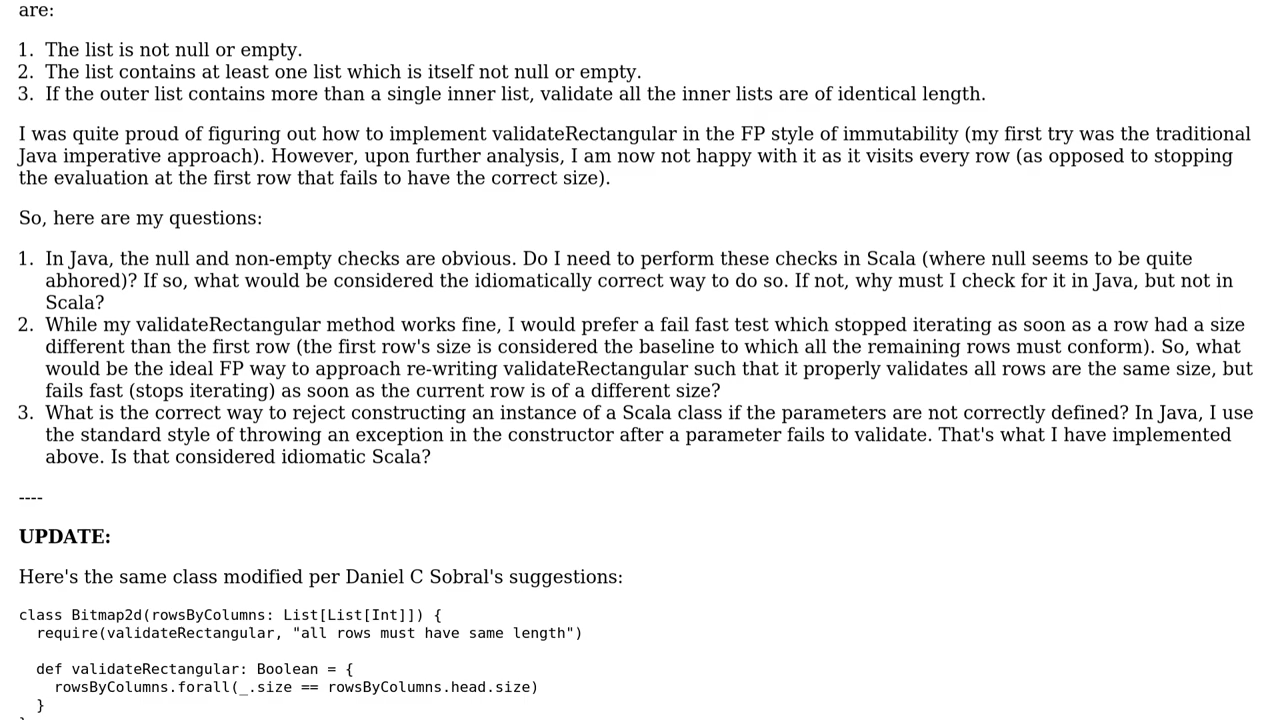 are:
1. The list is not null or empty.
2. The list contains at least one list which is itself not null or empty.
3. If the outer list contains more than a single inner list, validate all the inner lists are of identical length.
I was quite proud of figuring out how to implement validateRectangular in the FP style of immutability (my first try was the traditional
Java imperative approach). However, upon further analysis, I am now not happy with it as it visits every row (as opposed to stopping
the evaluation at the first row that fails to have the correct size).
So, here are my questions:
1. In Java, the null and non-empty checks are obvious. Do I need to perform these checks in Scala (where null seems to be quite
abhored)? If so, what would be considered the idiomatically correct way to do so. If not, why must I check for it in Java, but not in
Scala?
2. While my validateRectangular method works fine, I would prefer a fail fast test which stopped iterating as soon as a row had a size
different than the first row (the first row's size is considered the baseline to which all the remaining rows must conform). So, what
would be the ideal FP way to approach re-writing validateRectangular such that it properly validates all rows are the same size, but
fails fast (stops iterating) as soon as the current row is of a different size?
3. What is the correct way to reject constructing an instance of a Scala class if the parameters are not correctly defined? In Java, I use
the standard style of throwing an exception in the constructor after a parameter fails to validate. That's what I have implemented
above. Is that considered idiomatic Scala?
----
UPDATE:
Here's the same class modified per Daniel C Sobral's suggestions:
class Bitmap2d(rowsByColumns: List[List[Int]]) {
  require(validateRectangular, "all rows must have same length")
  def validateRectangular: Boolean = {
    rowsByColumns.forall(_.size == rowsByColumns.head.size)
  }